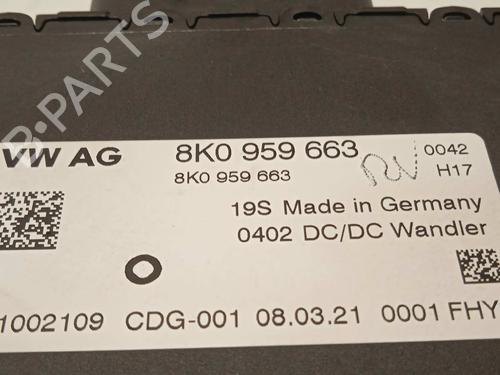 VW AG 8K0 959 663 0042
8K0 959 663 H17
19S Made in Germany
0402 DC/DC Wandler
1002109 CDG-001 08.03.21 0001 FHY
B-PARTS